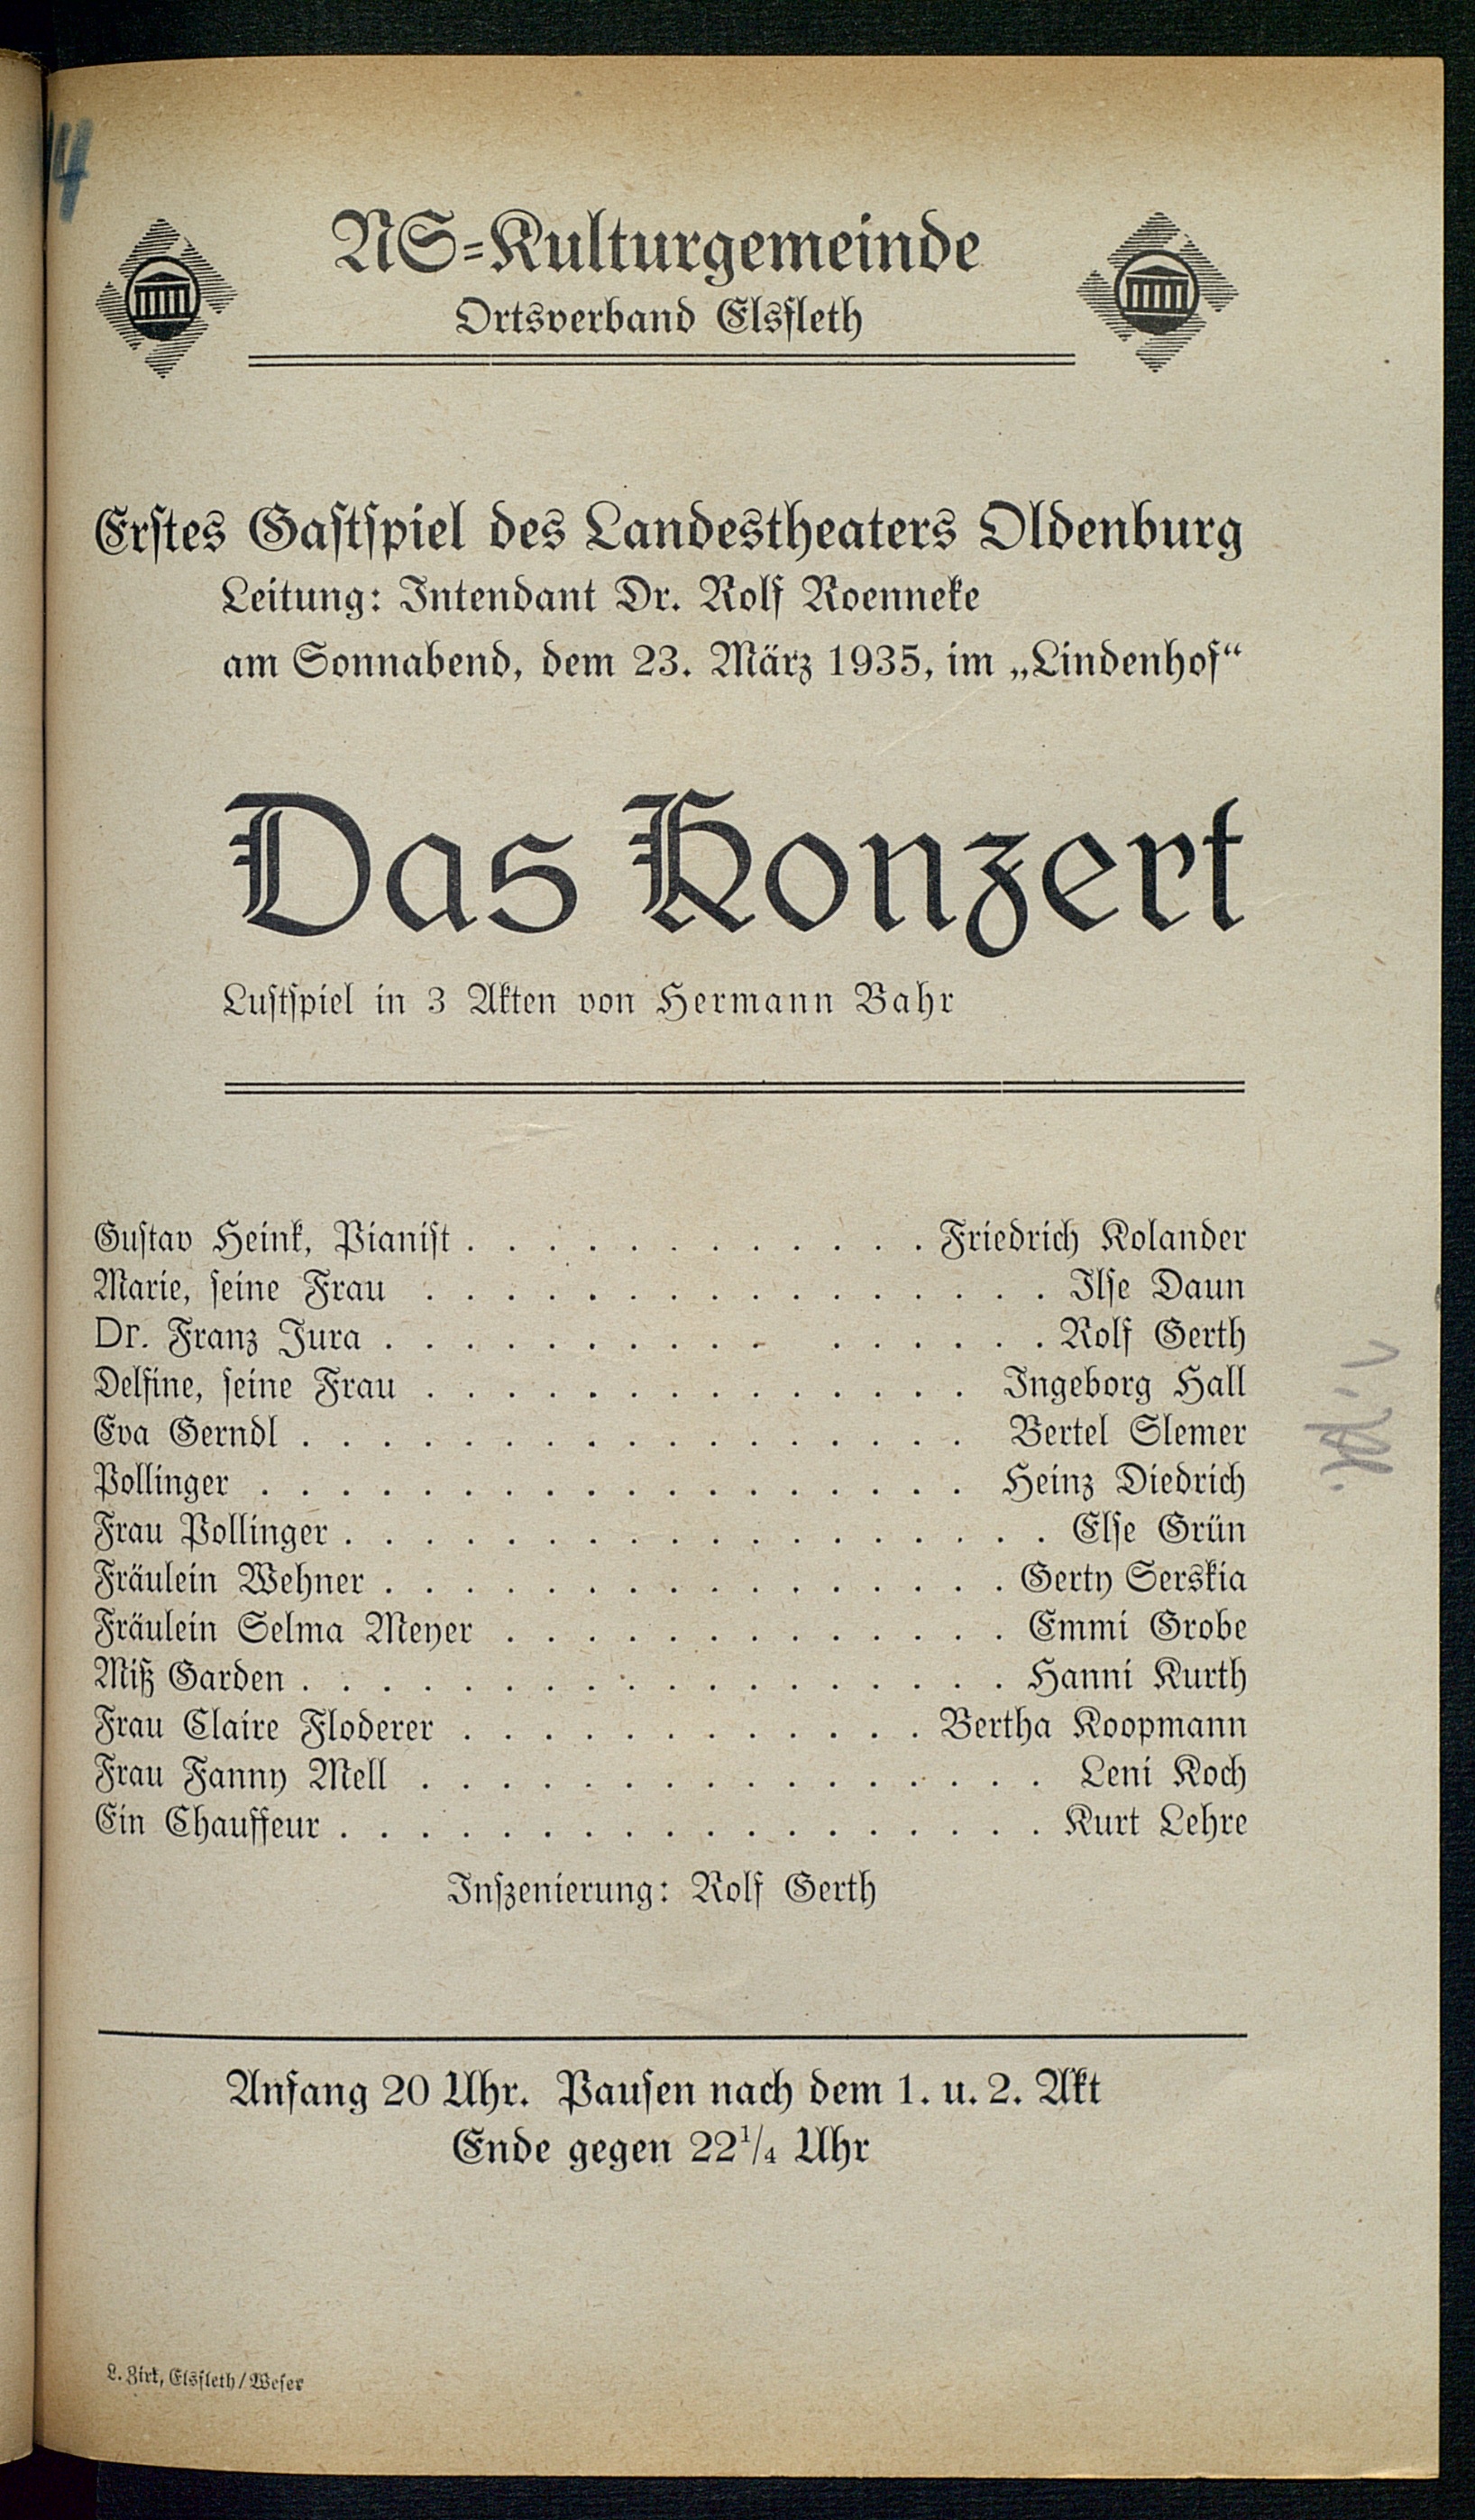 4
NS-Kulturgemeinde
Ortsverband Elsfleth
Erstes Gastspiel des Landestheaters Oldenburg
Leitung: Intendant Dr. Rolf Roenneke
am Sonnabend, dem 23. März 1935, im „Lindenhof“
Das Konzert
Lustspiel in 3 Akten von Hermann Bahr
Gustav Heink, Pianist . . . . . . . . . . . . Friedrich Kolander
Marie, seine Frau . . . . . . . . . . . . . . . . Ilse Daun
Dr. Franz Jura . . . . . . . . . . . . . . . . Rolf Gerth
Delfine, seine Frau . . . . . . . . . . . . . . Ingeborg Hall
Eva Gerndl . . . . . . . . . . . . . . . . . Bertel Slemer
Pollinger . . . . . . . . . . . . . . . . . . Heinz Diedrich
Frau Pollinger . . . . . . . . . . . . . . . . . . Else Grün
Fräulein Wehner . . . . . . . . . . . . . . . . Gerty Serskia
Fräulein Selma Meyer . . . . . . . . . . . . . Emmi Grobe
Miß Garden . . . . . . . . . . . . . . . . . . Hanni Kurth
Frau Claire Floderer . . . . . . . . . . . . Bertha Koopmann
Frau Fanny Mell . . . . . . . . . . . . . . . . Leni Koch
Ein Chauffeur . . . . . . . . . . . . . . . . . . Kurt Lehre
Inszenierung: Rolf Gerth
Anfang 20 Uhr. Pausen nach dem 1. u. 2. Akt
Ende gegen 22¹/₄ Uhr
L. Zirk, Elsfleth/Weser